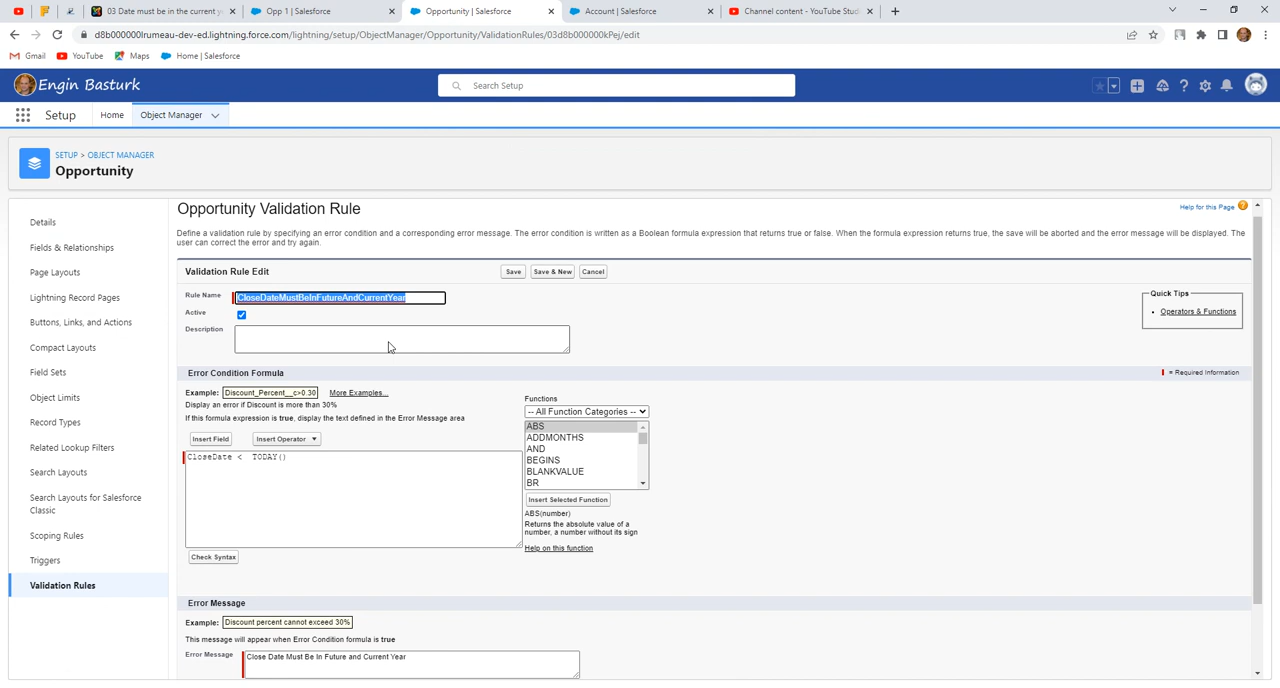 03 Date must be in the current y
Opp 1 | Salesforce
Opportunity | Salesforce
Account | Salesforce
Channel content - YouTube Stud
d8b000000lrumeau-dev-ed.lightning.force.com/lightning/setup/ObjectManager/Opportunity/ValidationRules/03d8b000000kPej/edit
Gmail
YouTube
Maps
Home | Salesforce
Engin Basturk
Search Setup
Setup
Home
Object Manager
SETUP > OBJECT MANAGER
Opportunity
Details
Fields & Relationships
Page Layouts
Lightning Record Pages
Buttons, Links, and Actions
Compact Layouts
Field Sets
Object Limits
Record Types
Related Lookup Filters
Search Layouts
Search Layouts for Salesforce
Classic
Scoping Rules
Triggers
Validation Rules
Opportunity Validation Rule
Help for this Page
Define a validation rule by specifying an error condition and a corresponding error message. The error condition is written as a Boolean formula expression that returns true or false. When the formula expression returns true, the save will be aborted and the error message will be displayed. The
user can correct the error and try again.
Validation Rule Edit
Save
Save & New
Cancel
Rule Name
CloseDateMustBeInFutureAndCurrentYear
Active
Description
Quick Tips
Operators & Functions
Error Condition Formula
= Required Information
Example: Discount_Percent__c>0.30 More Examples...
Display an error if Discount is more than 30%
If this formula expression is true, display the text defined in the Error Message area
Insert Field
Insert Operator
CloseDate < TODAY()
Check Syntax
Functions
-- All Function Categories --
ABS
ADDMONTHS
AND
BEGINS
BLANKVALUE
BR
Insert Selected Function
ABS(number)
Returns the absolute value of a
number, a number without its sign
Help on this function
Error Message
Example: Discount percent cannot exceed 30%
This message will appear when Error Condition formula is true
Error Message
Close Date Must Be In Future and Current Year